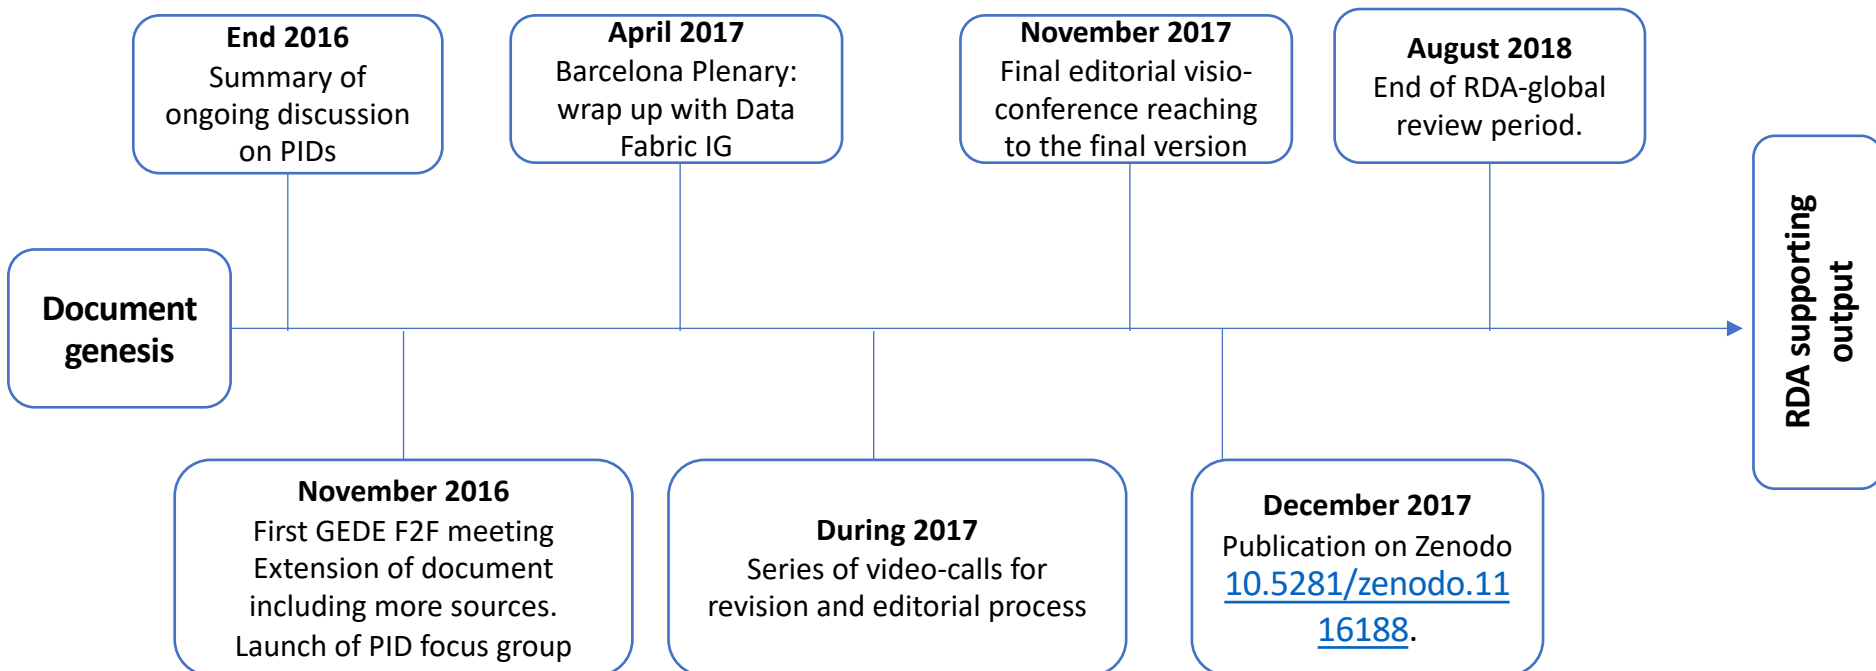 End 2016
Summary of
ongoing discussion
on PIDs
April 2017
Barcelona Plenary:
wrap up with Data
Fabric IG
November 2017
Final editorial visio-
conference reaching
to the final version
August 2018
End of RDA-global
review period.
Document
genesis
RDA supporting
output
November 2016
First GEDE F2F meeting
Extension of document
including more sources.
Launch of PID focus group
During 2017
Series of video-calls for
revision and editorial process
December 2017
Publication on Zenodo
10.5281/zenodo.11
16188.